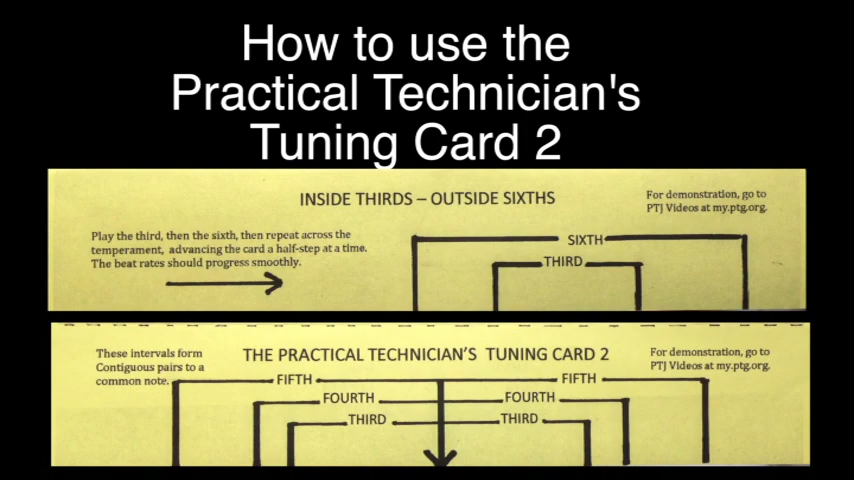 How to use the
Practical Technician's
Tuning Card 2
INSIDE THIRDS – OUTSIDE SIXTHS
For demonstration, go to
PTJ Videos at my.ptg.org.
Play the third, then the sixth, then repeat across the
temperament, advancing the card a half-step at a time.
The beat rates should progress smoothly.
SIXTH
THIRD
These intervals form
Contiguous pairs to a
common note.
THE PRACTICAL TECHNICIAN'S TUNING CARD 2
For demonstration, go to
PTJ Videos at my.ptg.org.
FIFTH FIFTH
FOURTH FOURTH
THIRD THIRD